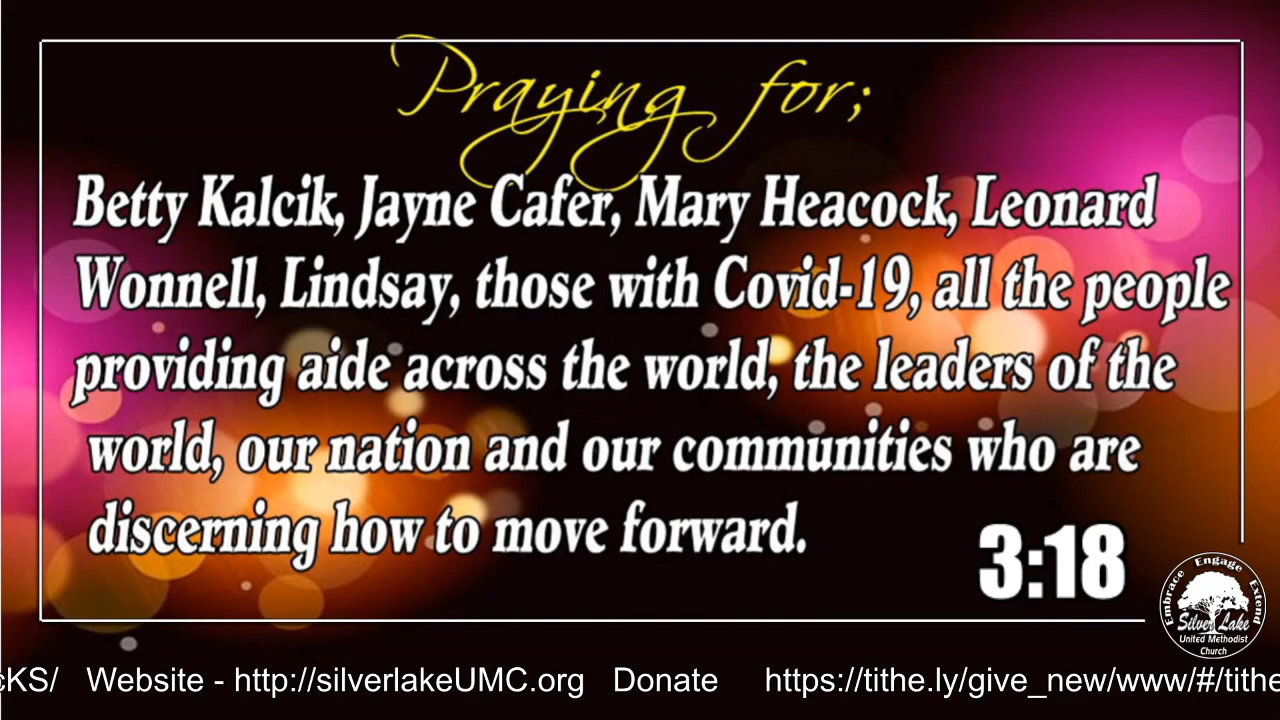 Praying for;
Betty Kalcik, Jayne Cafer, Mary Heacock, Leonard
Wonnell, Lindsay, those with Covid-19, all the people
providing aide across the world, the leaders of the
world, our nation and our communities who are
discerning how to move forward.
3:18
Embrace Engage Extend
Silver Lake
United Methodist
Church
cKS/ Website - http://silverlakeUMC.org Donate https://tithe.ly/give_new/www/#/tithe